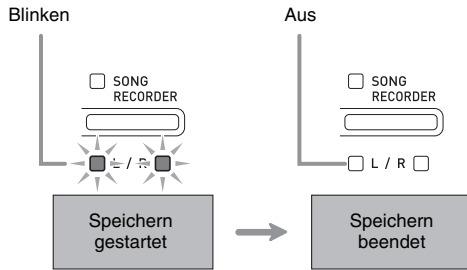 Blinken
Aus
SONG
RECORDER
L / R
Speichern
gestartet
SONG
RECORDER
L / R
Speichern
beendet